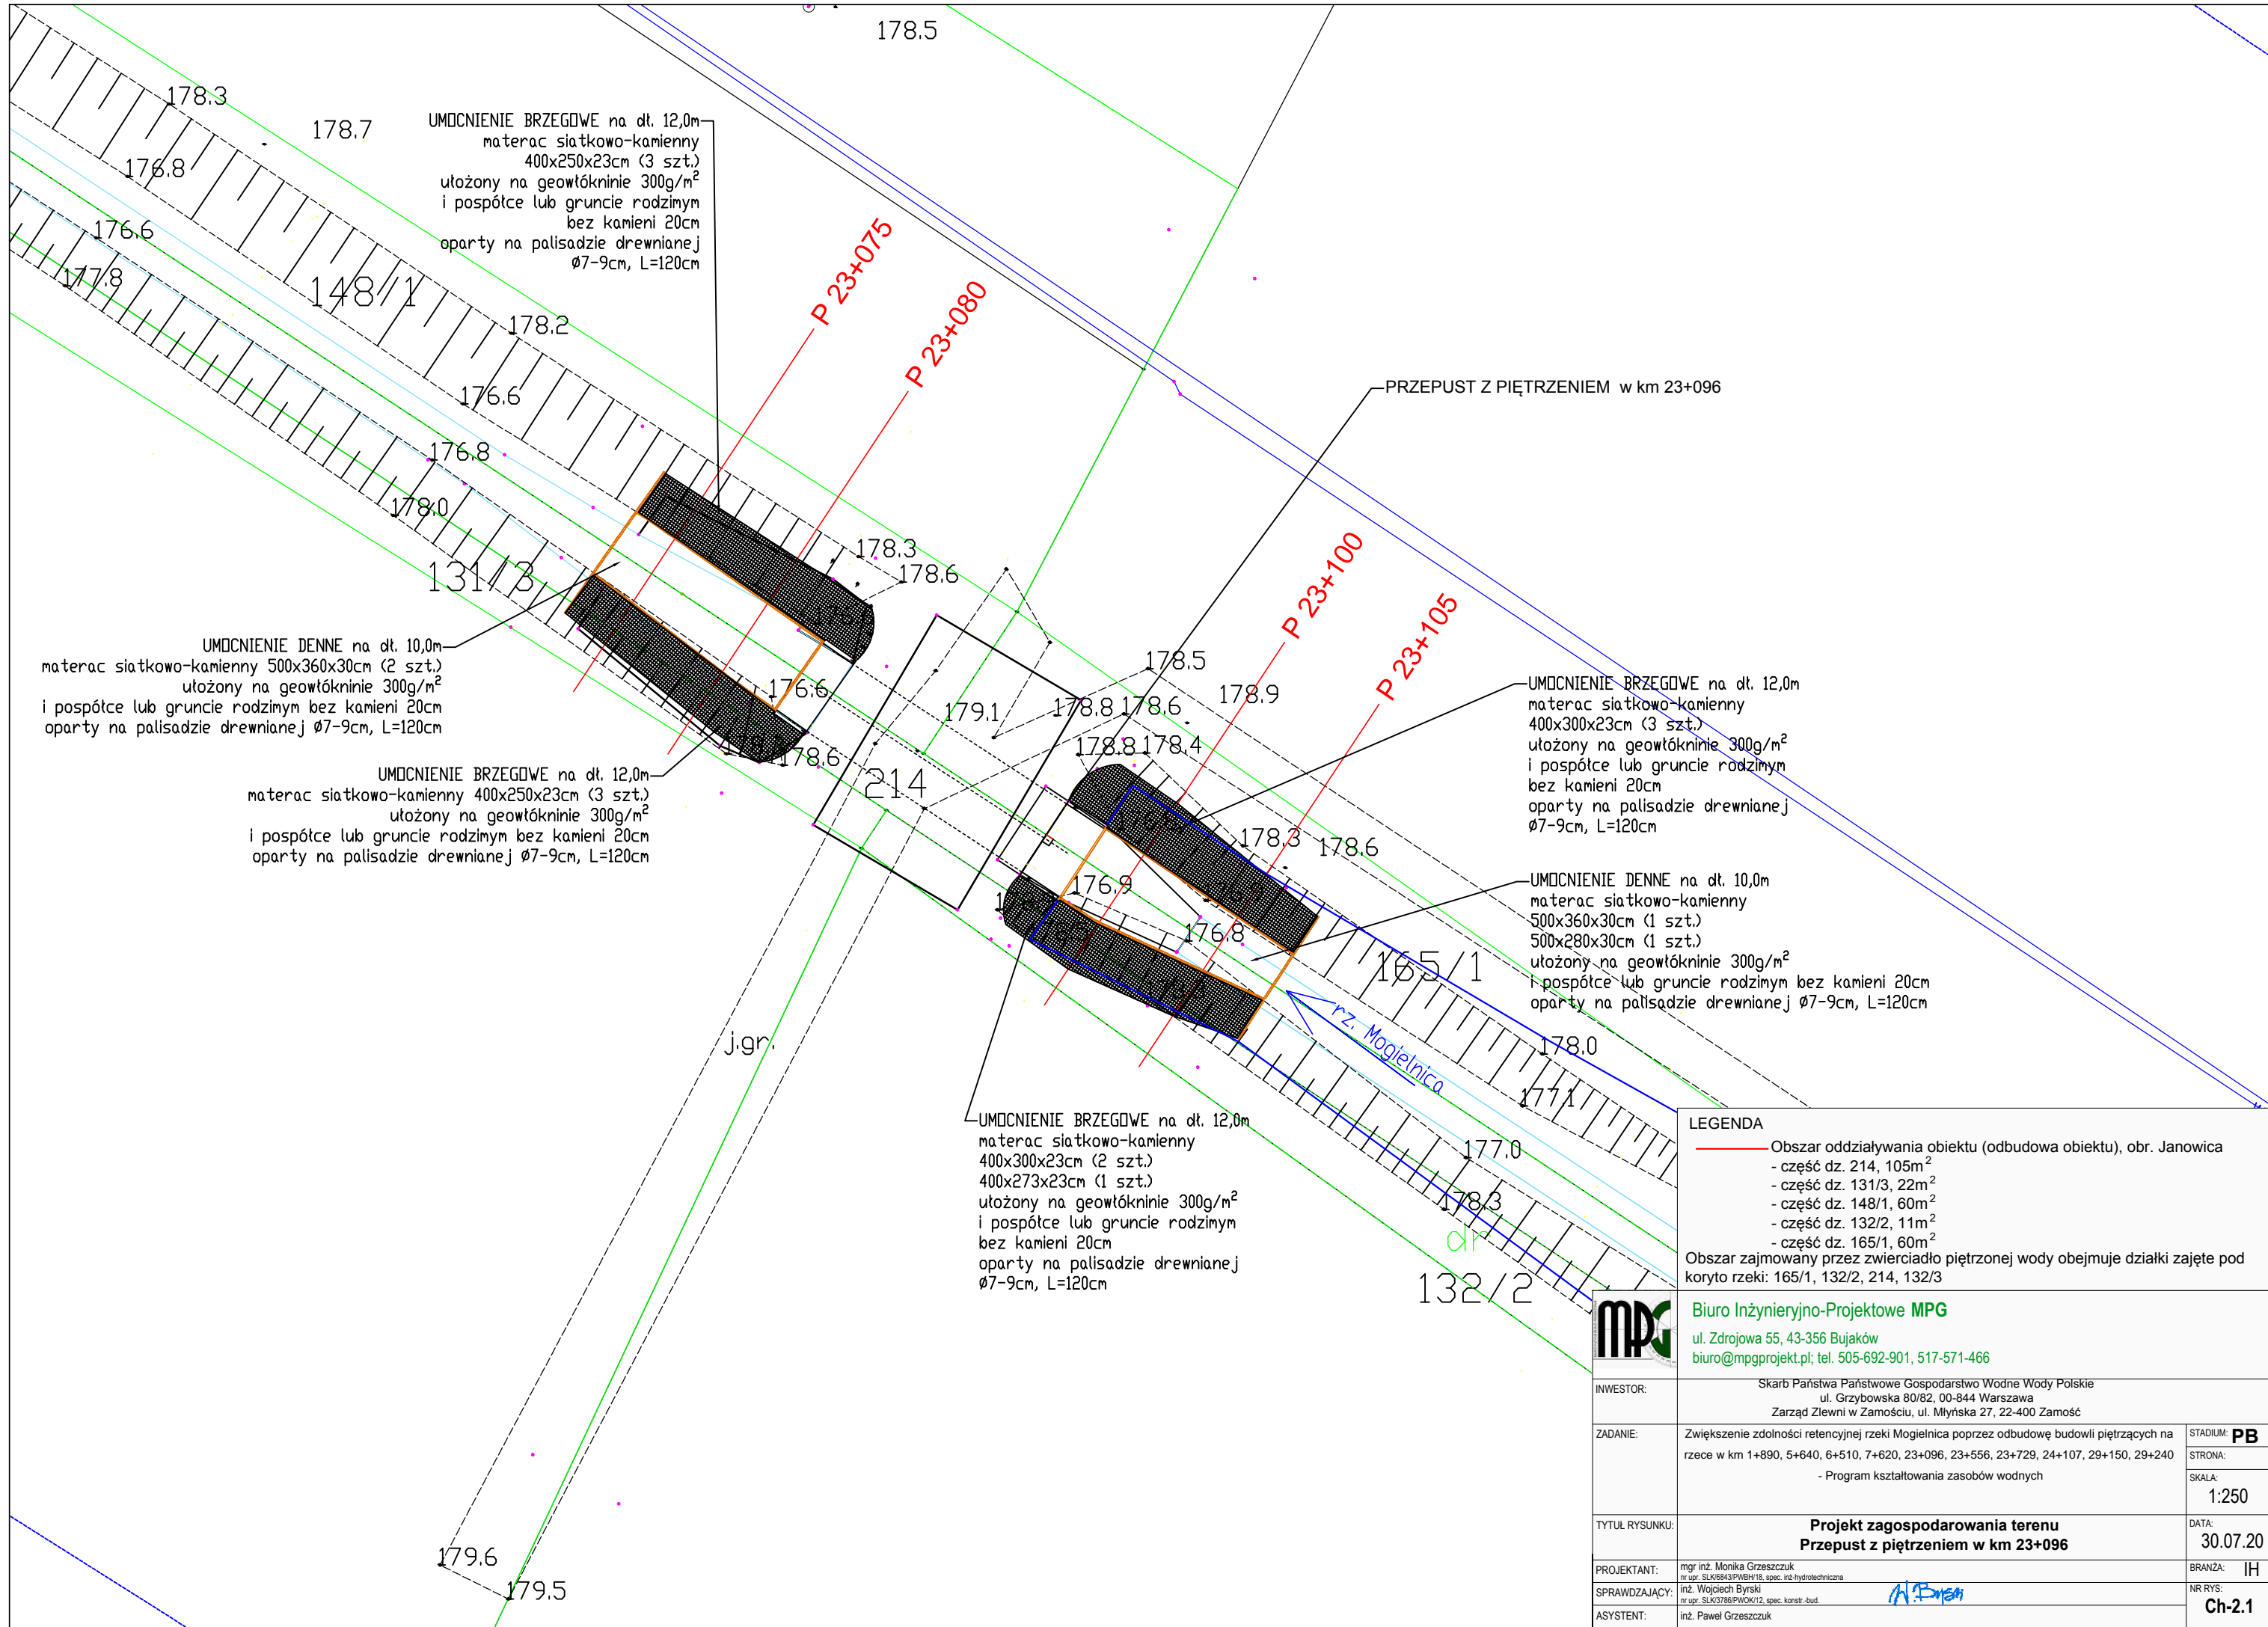 178.5
178.3
178.7
176.8
176.6
177.8
148/1
178.2
176.6
176.8
178.0
131/3
UMOCNIENIE BRZEGOWE na dł. 12,0m
materac siatkowo-kamienny
400x250x23cm (3 szt.)
ułożony na geowłókninie 300g/m²
i pospółce lub gruncie rodzimym
bez kamieni 20cm
oparty na palisadzie drewnianej
Ø7-9cm, L=120cm
P 23+075
P 23+080
PRZEPUST Z PIĘTRZENIEM w km 23+096
P 23+100
P 23+105
178.3
178.6
UMOCNIENIE DENNE na dł. 10,0m
materac siatkowo-kamienny 500x360x30cm (2 szt.)
ułożony na geowłókninie 300g/m²
i pospółce lub gruncie rodzimym bez kamieni 20cm
oparty na palisadzie drewnianej Ø7-9cm, L=120cm
UMOCNIENIE BRZEGOWE na dł. 12,0m
materac siatkowo-kamienny 400x250x23cm (3 szt.)
ułożony na geowłókninie 300g/m²
i pospółce lub gruncie rodzimym bez kamieni 20cm
oparty na palisadzie drewnianej Ø7-9cm, L=120cm
176.6
178.6
214
179.1
178.5
178.8
178.6
178.9
178.8
178.4
178.3
178.6
176.9
176.9
176.8
UMOCNIENIE BRZEGOWE na dł. 12,0m
materac siatkowo-kamienny
400x300x23cm (3 szt.)
ułożony na geowłókninie 300g/m²
i pospółce lub gruncie rodzimym
bez kamieni 20cm
oparty na palisadzie drewnianej
Ø7-9cm, L=120cm
UMOCNIENIE DENNE na dł. 10,0m
materac siatkowo-kamienny
500x360x30cm (1 szt.)
500x280x30cm (1 szt.)
ułożony na geowłókninie 300g/m²
i pospółce lub gruncie rodzimym bez kamieni 20cm
oparty na palisadzie drewnianej Ø7-9cm, L=120cm
165/1
rz. Mogielnica
178.0
177.1
177.0
178.3
dr
132/2
j.gr.
UMOCNIENIE BRZEGOWE na dł. 12,0m
materac siatkowo-kamienny
400x300x23cm (2 szt.)
400x273x23cm (1 szt.)
ułożony na geowłókninie 300g/m²
i pospółce lub gruncie rodzimym
bez kamieni 20cm
oparty na palisadzie drewnianej
Ø7-9cm, L=120cm
179.6
179.5
LEGENDA
Obszar oddziaływania obiektu (odbudowa obiektu), obr. Janowica
- część dz. 214, 105m²
- część dz. 131/3, 22m²
- część dz. 148/1, 60m²
- część dz. 132/2, 11m²
- część dz. 165/1, 60m²
Obszar zajmowany przez zwierciadło piętrzonej wody obejmuje działki zajęte pod
koryto rzeki: 165/1, 132/2, 214, 132/3
MPG
Biuro Inżynieryjno-Projektowe MPG
ul. Zdrojowa 55, 43-356 Bujaków
biuro@mpgprojekt.pl; tel. 505-692-901, 517-571-466
INWESTOR:
Skarb Państwa Państwowe Gospodarstwo Wodne Wody Polskie
ul. Grzybowska 80/82, 00-844 Warszawa
Zarząd Zlewni w Zamościu, ul. Młyńska 27, 22-400 Zamość
ZADANIE:
Zwiększenie zdolności retencyjnej rzeki Mogielnica poprzez odbudowę budowli piętrzących na
rzece w km 1+890, 5+640, 6+510, 7+620, 23+096, 23+556, 23+729, 24+107, 29+150, 29+240
- Program kształtowania zasobów wodnych
STADIUM: PB
STRONA:
SKALA:
1:250
TYTUŁ RYSUNKU:
Projekt zagospodarowania terenu
Przepust z piętrzeniem w km 23+096
DATA:
30.07.20
PROJEKTANT:
mgr inż. Monika Grzeszczuk
nr upr. SLK/6843/PWBH/18, spec. inż-hydrotechniczna
BRANŻA: IH
SPRAWDZAJĄCY:
inż. Wojciech Byrski
nr upr. SLK/3786/PWOK/12, spec. konstr.-bud.
W. Byrski
NR RYS:
Ch-2.1
ASYSTENT:
inż. Paweł Grzeszczuk